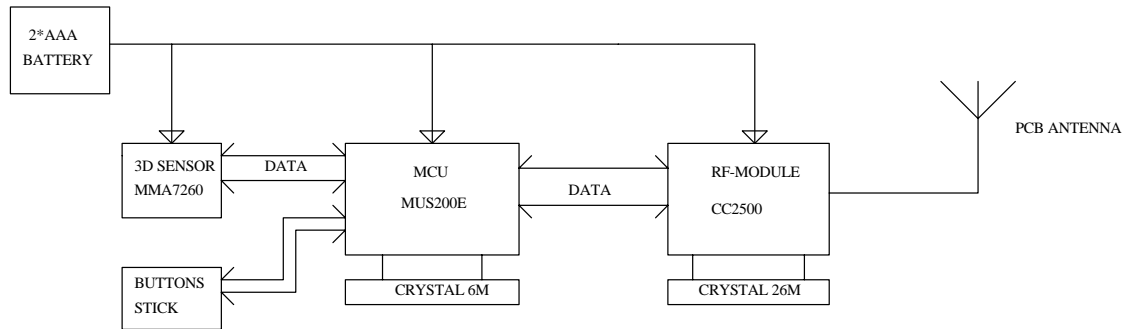 2*AAA
BATTERY
PCB ANTENNA
3D SENSOR
MMA7260
DATA
MCU
MUS200E
DATA
RF-MODULE
CC2500
BUTTONS
STICK
CRYSTAL 6M
CRYSTAL 26M